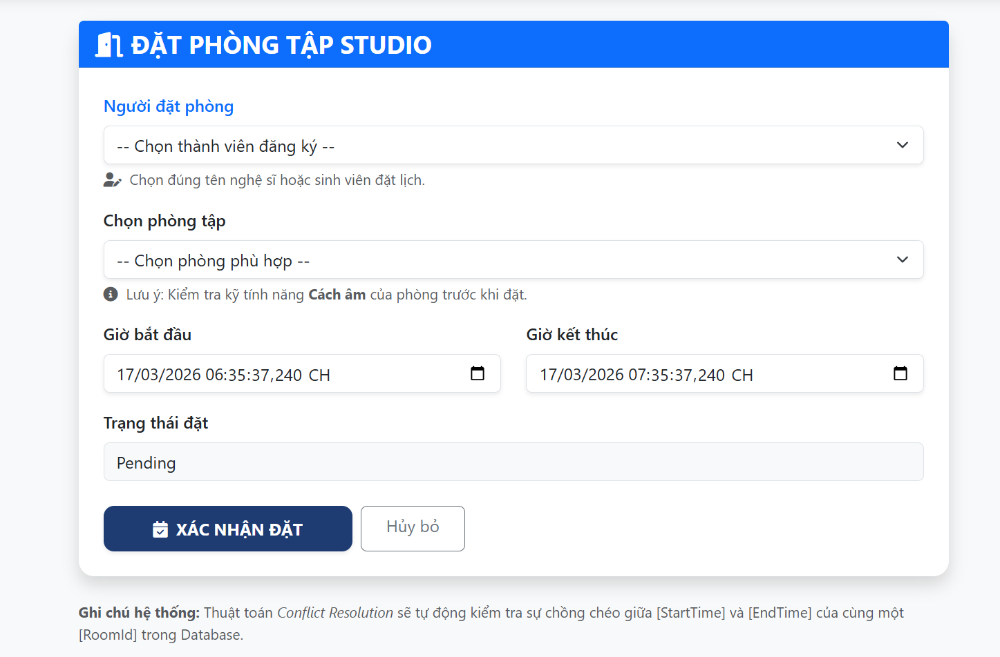 ĐẶT PHÒNG TẬP STUDIO
Người đặt phòng
-- Chọn thành viên đăng ký --
Chọn đúng tên nghệ sĩ hoặc sinh viên đặt lịch.
Chọn phòng tập
-- Chọn phòng phù hợp --
Lưu ý: Kiểm tra kỹ tính năng Cách âm của phòng trước khi đặt.
Giờ bắt đầu
17/03/2026 06:35:37,240 CH
Giờ kết thúc
17/03/2026 07:35:37,240 CH
Trạng thái đặt
Pending
XÁC NHẬN ĐẶT
Hủy bỏ
Ghi chú hệ thống: Thuật toán Conflict Resolution sẽ tự động kiểm tra sự chồng chéo giữa [StartTime] và [EndTime] của cùng một
[RoomId] trong Database.